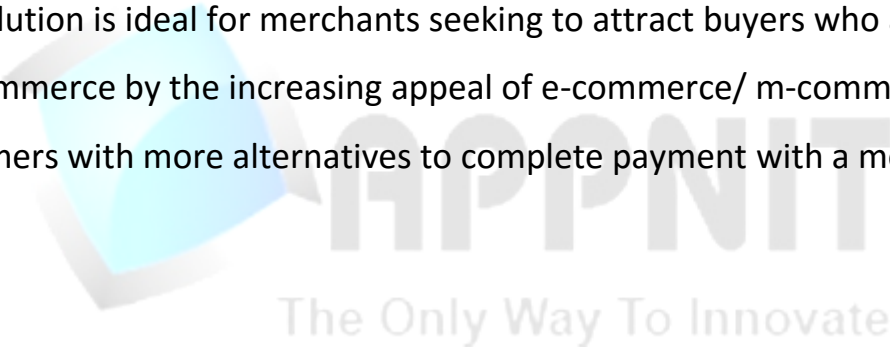 lution is ideal for merchants seeking to attract buyers who
mmerce by the increasing appeal of e-commerce/ m-comm
ners with more alternatives to complete payment with a m
APPNIT
The Only Way To Innovate